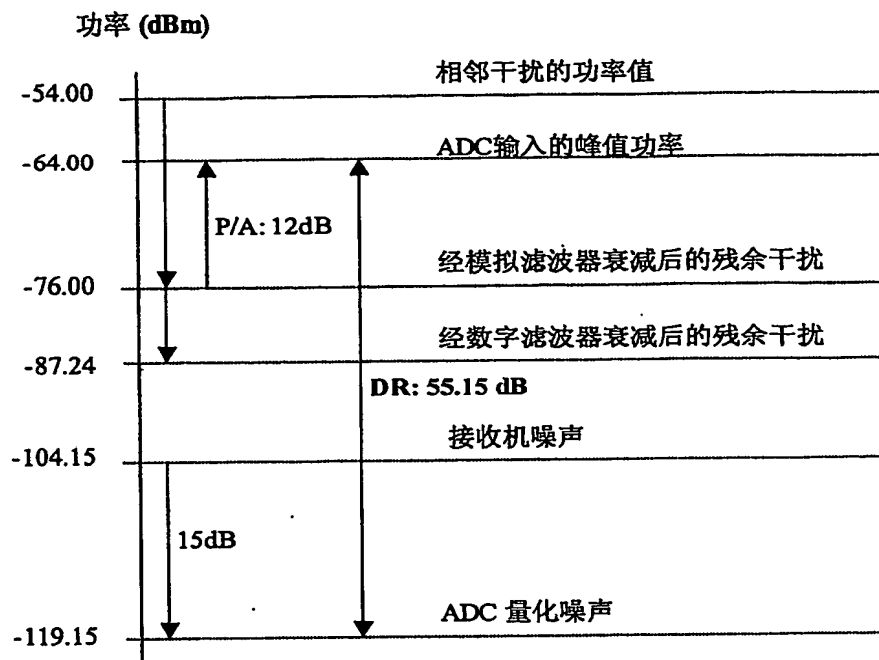 功率 (dBm)
相邻干扰的功率值
-54.00
ADC输入的峰值功率
-64.00
P/A: 12dB
经模拟滤波器衰减后的残余干扰
-76.00
经数字滤波器衰减后的残余干扰
-87.24
DR: 55.15 dB
接收机噪声
-104.15
15dB
ADC 量化噪声
-119.15